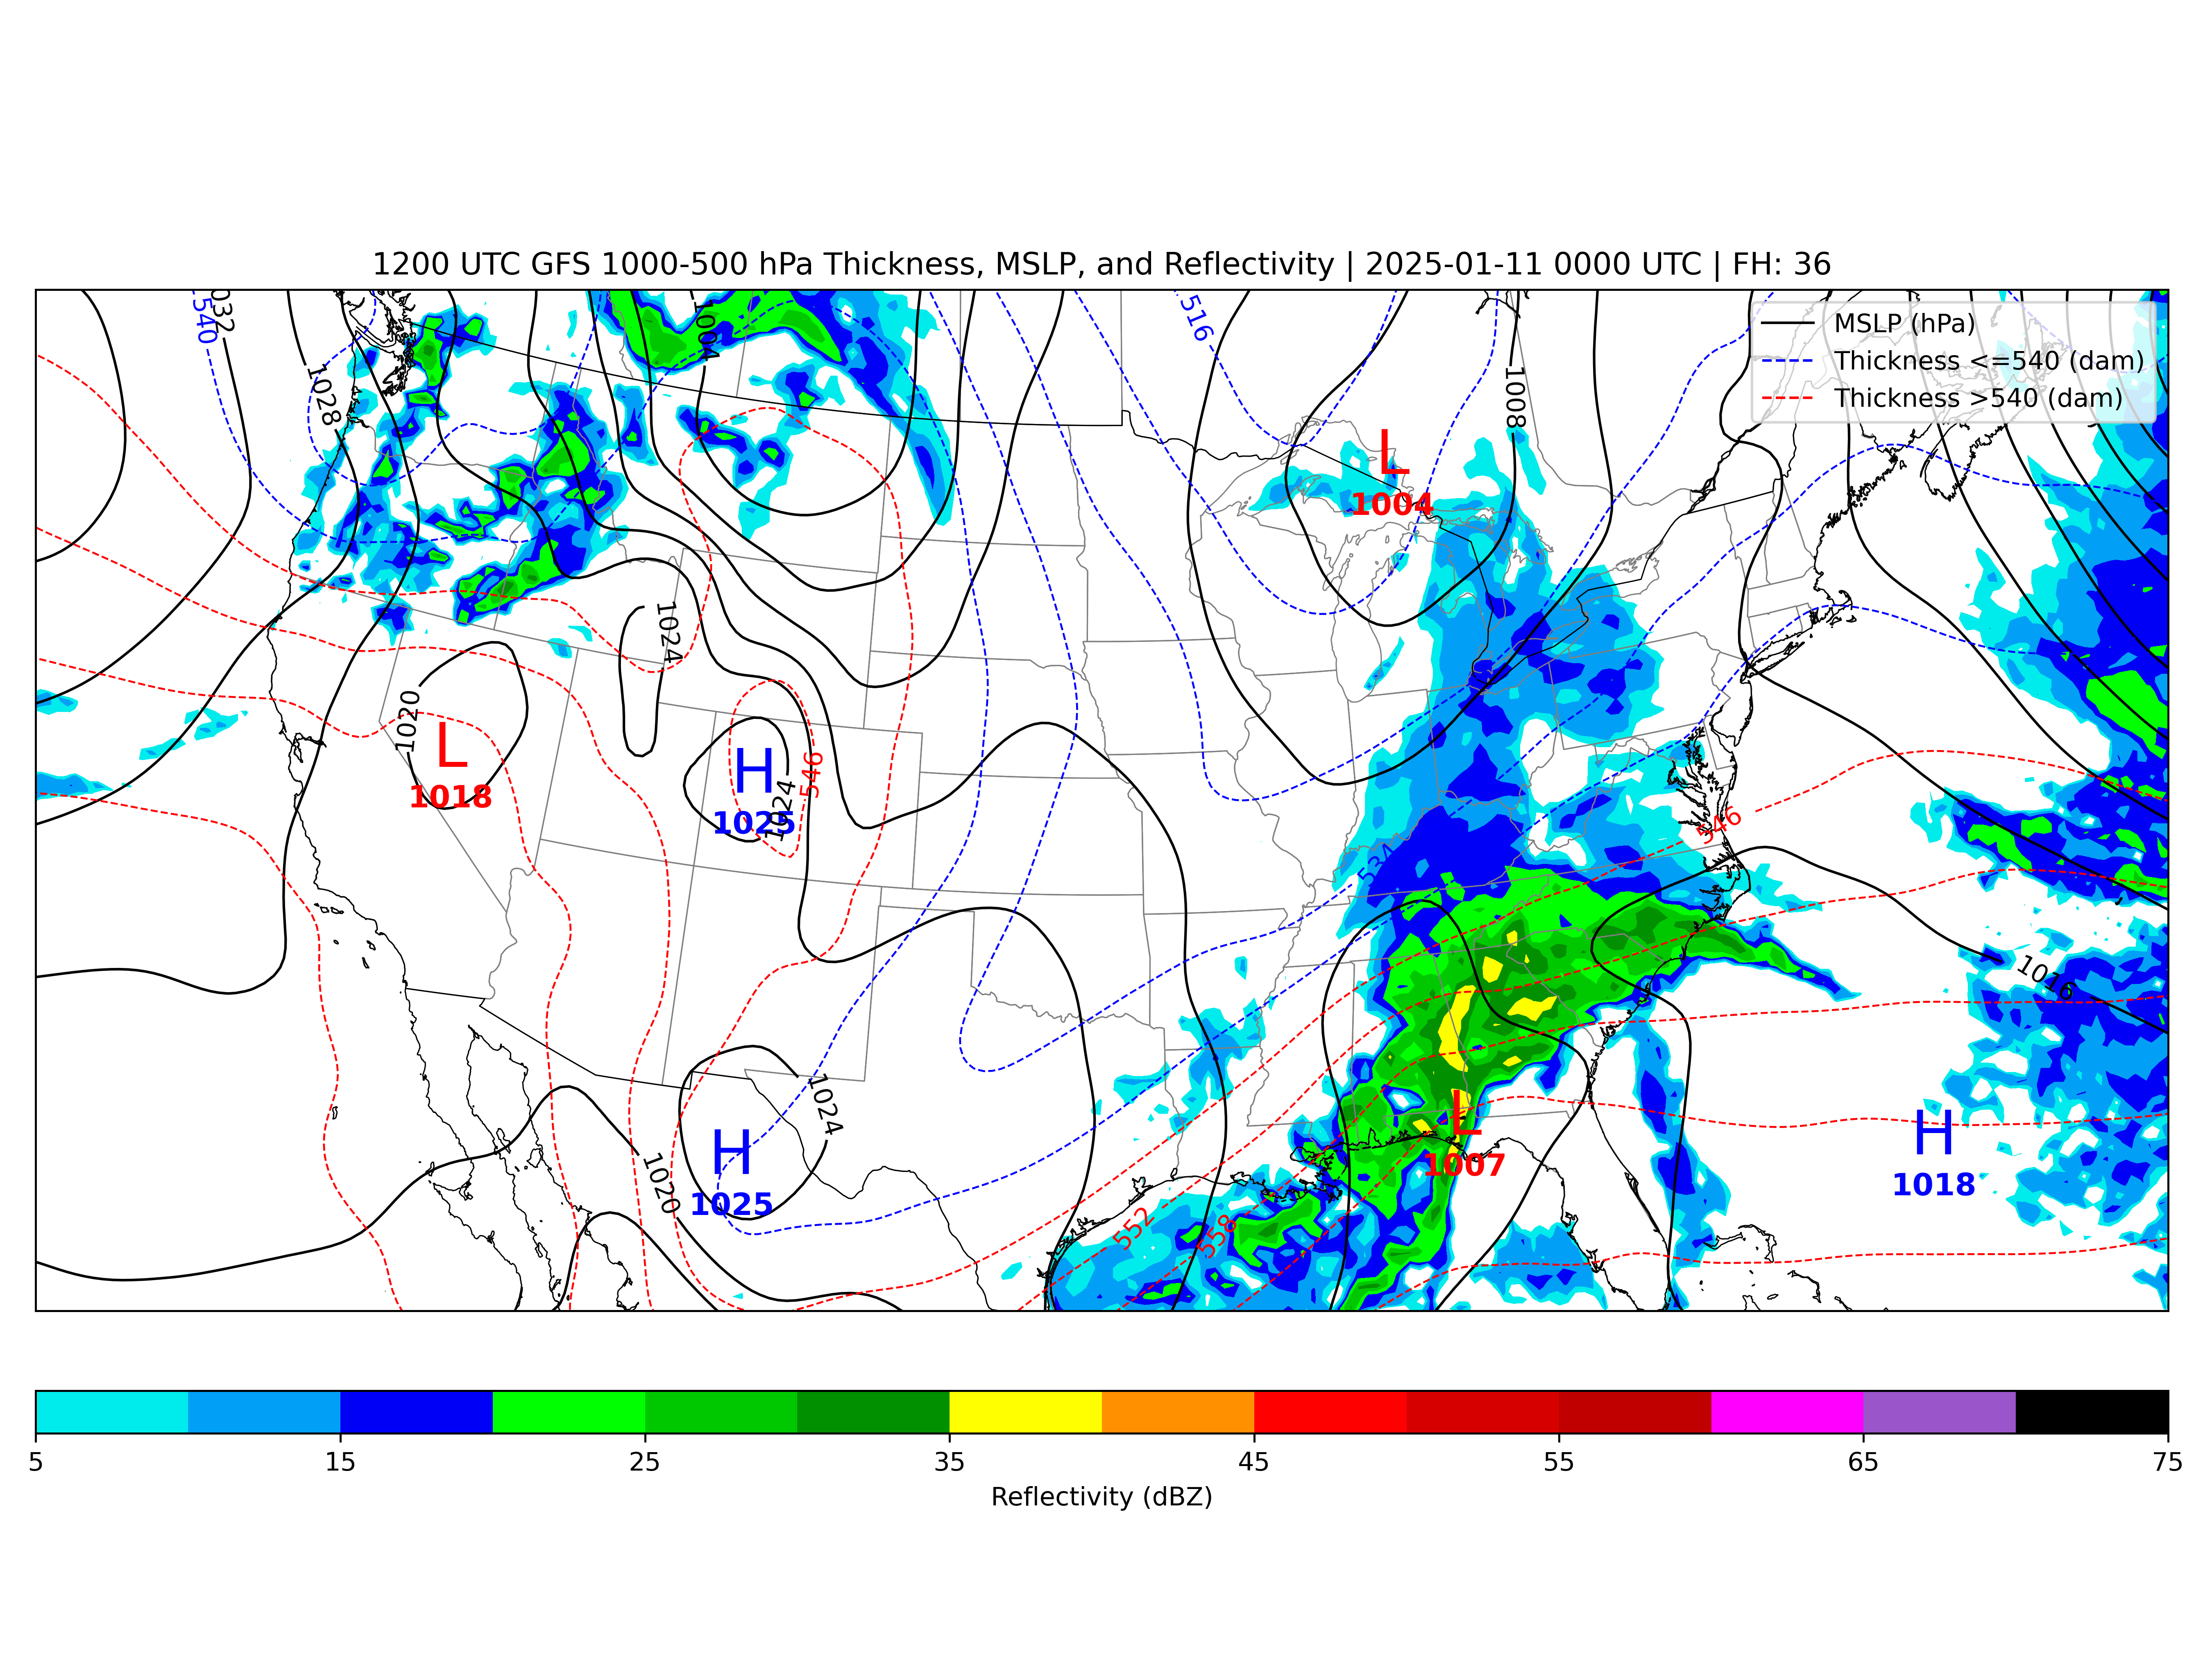 1200 UTC GFS 1000-500 hPa Thickness, MSLP, and Reflectivity | 2025-01-11 0000 UTC | FH: 36
MSLP (hPa)
Thickness <=540 (dam)
Thickness >540 (dam)
540
032
1004
516
1028
1008
L
1004
1024
1020
L
1018
H
1025
546
1024
546
534
1016
1024
H
1025
1020
L
1007
H
1018
552
558
5 15 25 35 45 55 65 75
Reflectivity (dBZ)